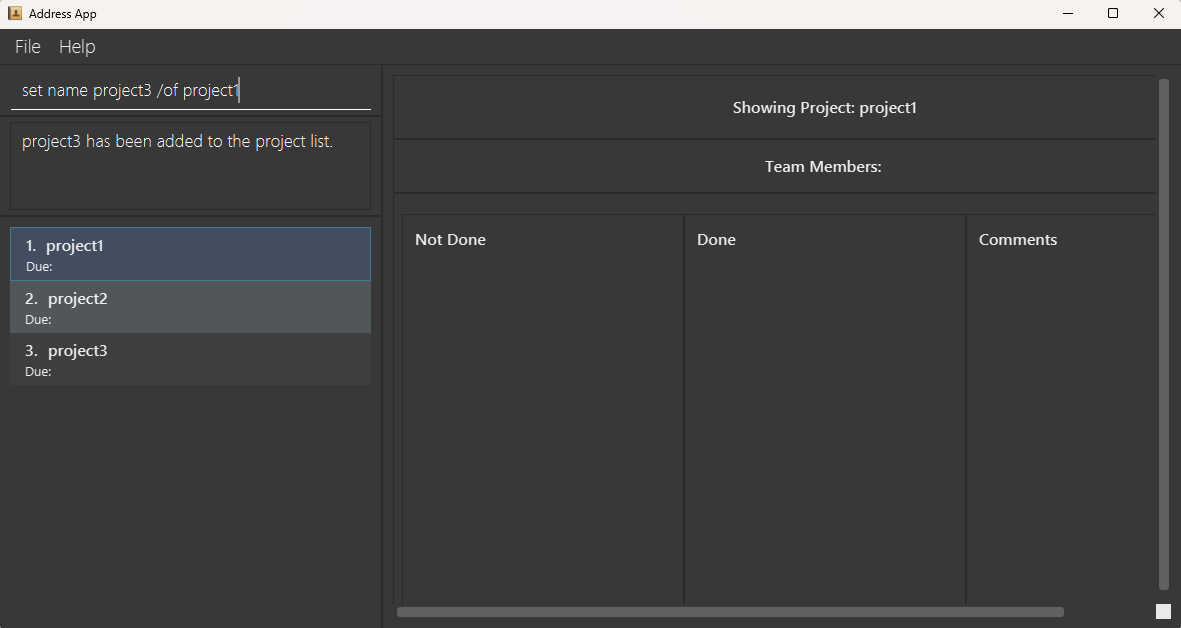 Address App
File Help
set name project3 /of project1
project3 has been added to the project list.
1. project1
Due:
2. project2
Due:
3. project3
Due:
Showing Project: project1
Team Members:
Not Done
Done
Comments